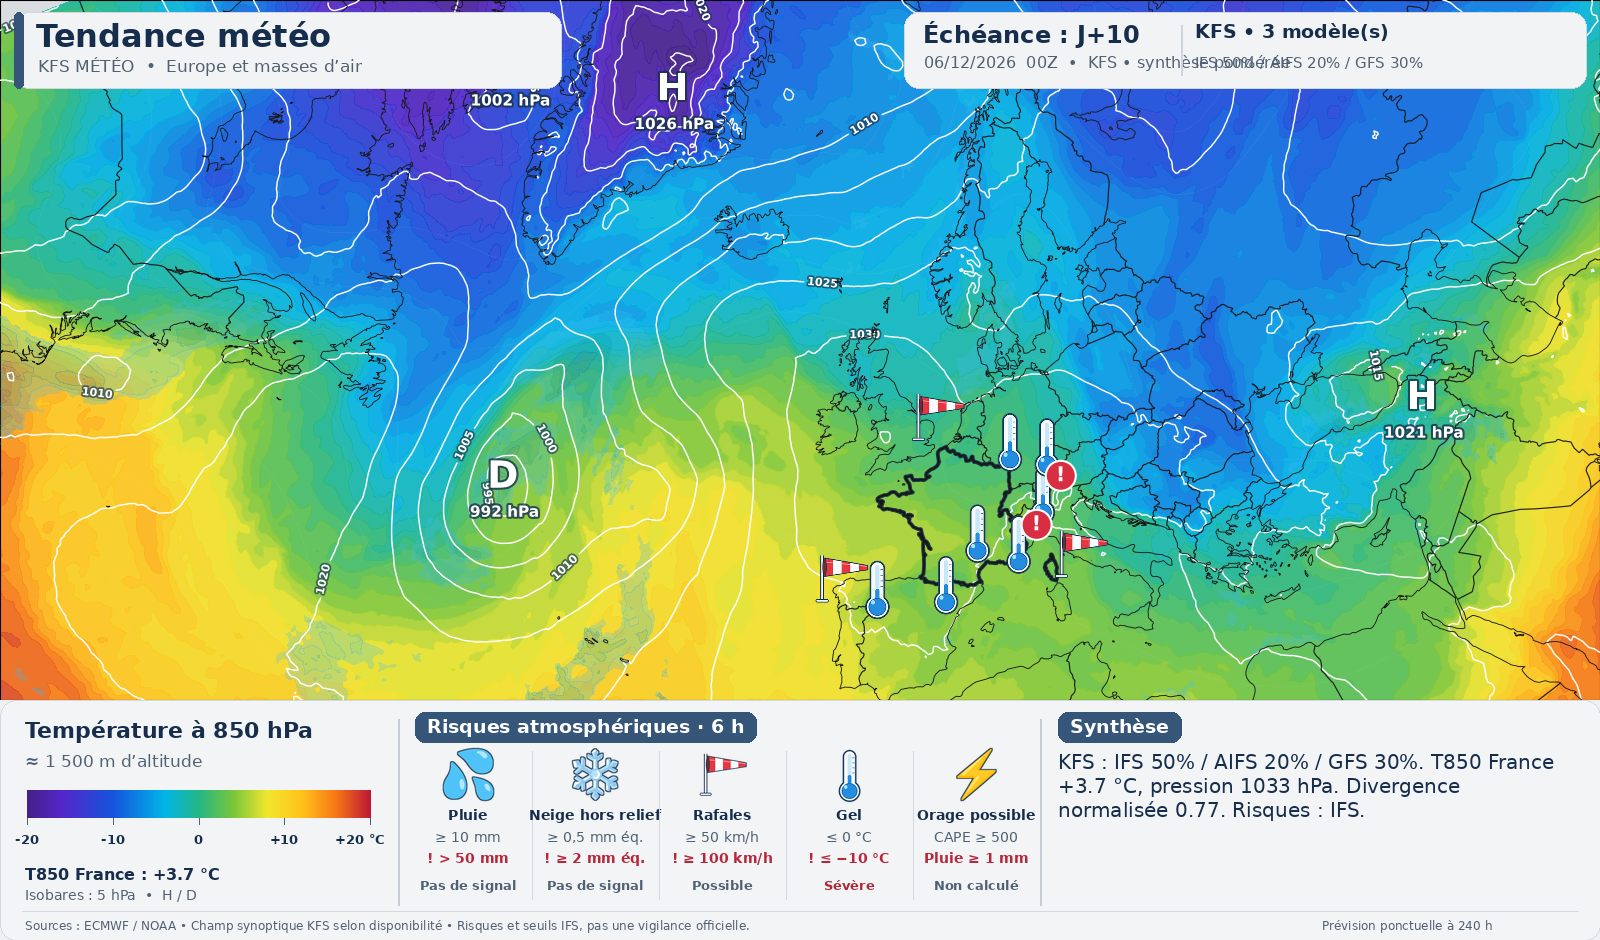 Tendance météo
KFS MÉTÉO • Europe et masses d’air
Échéance : J+10
06/12/2026 00Z • KFS • synthèse pondérée
KFS • 3 modèle(s)
IFS 50% / AIFS 20% / GFS 30%
1020
1002 hPa
H
1026 hPa
1010
1025
1030
1015
H
1021 hPa
1010
1005
1000
D
995
992 hPa
1010
1020
!
!
Température à 850 hPa
≈ 1 500 m d’altitude
-20 -10 0 +10 +20 °C
T850 France : +3.7 °C
Isobares : 5 hPa • H / D
Risques atmosphériques · 6 h
Pluie
≥ 10 mm
! > 50 mm
Pas de signal
Neige hors relief
≥ 0,5 mm éq.
! ≥ 2 mm éq.
Pas de signal
Rafales
≥ 50 km/h
! ≥ 100 km/h
Possible
Gel
≤ 0 °C
! ≤ −10 °C
Sévère
Orage possible
CAPE ≥ 500
Pluie ≥ 1 mm
Non calculé
Synthèse
KFS : IFS 50% / AIFS 20% / GFS 30%. T850 France
+3.7 °C, pression 1033 hPa. Divergence
normalisée 0.77. Risques : IFS.
Sources : ECMWF / NOAA • Champ synoptique KFS selon disponibilité • Risques et seuils IFS, pas une vigilance officielle.
Prévision ponctuelle à 240 h